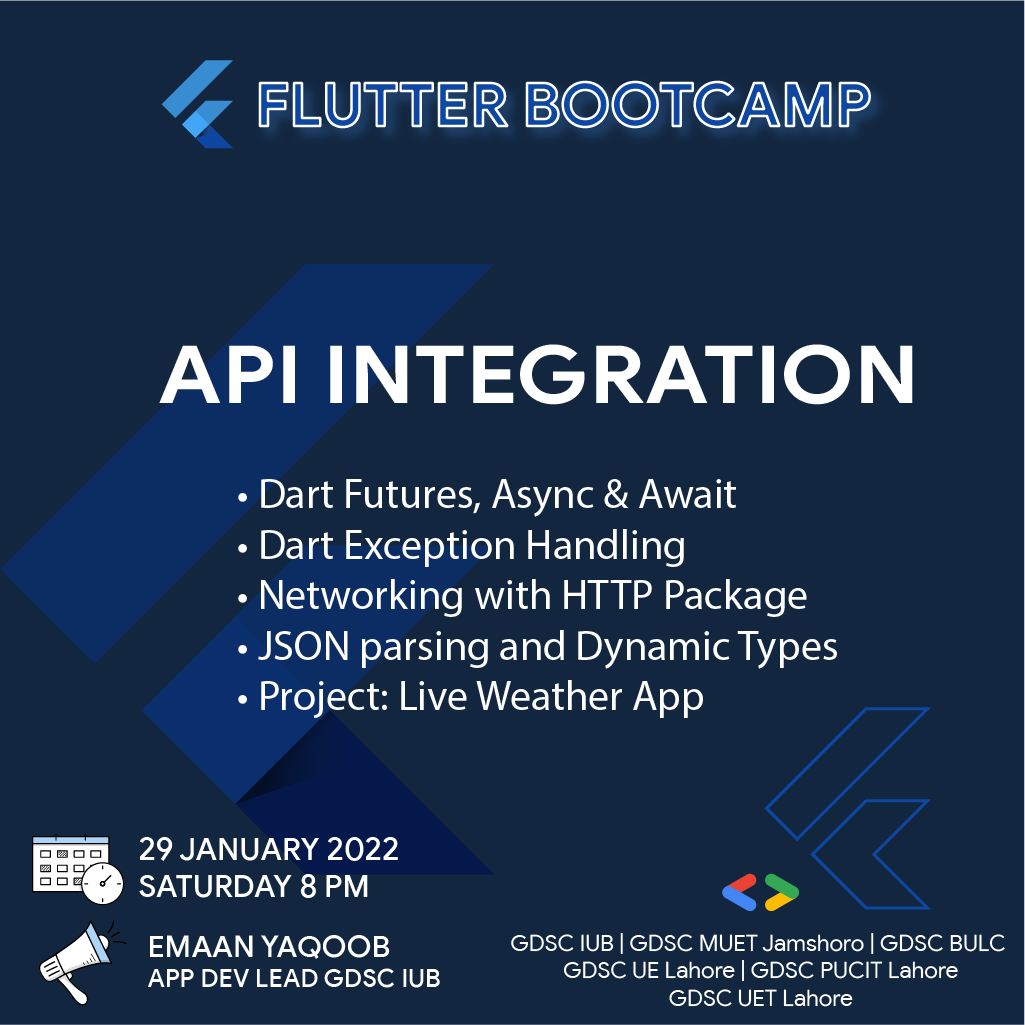 FLUTTER BOOTCAMP
API INTEGRATION
• Dart Futures, Async & Await
• Dart Exception Handling
• Networking with HTTP Package
• JSON parsing and Dynamic Types
• Project: Live Weather App
29 JANUARY 2022
SATURDAY 8 PM
EMAAN YAQOOB
APP DEV LEAD GDSC IUB
GDSC IUB | GDSC MUET Jamshoro | GDSC BULC
GDSC UE Lahore | GDSC PUCIT Lahore
GDSC UET Lahore